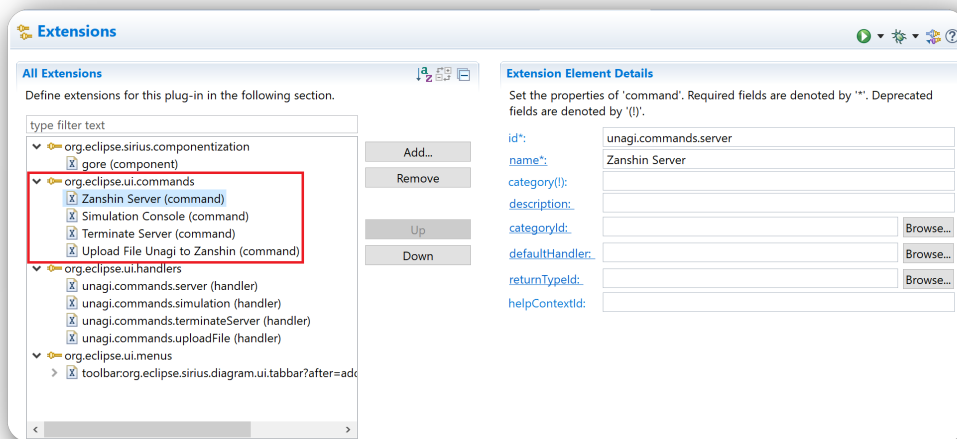 Extensions
All Extensions
Define extensions for this plug-in in the following section.
type filter text
org.eclipse.sirius.componentization
gore (component)
org.eclipse.ui.commands
Zanshin Server (command)
Simulation Console (command)
Terminate Server (command)
Upload File Unagi to Zanshin (command)
org.eclipse.ui.handlers
unagi.commands.server (handler)
unagi.commands.simulation (handler)
unagi.commands.terminateServer (handler)
unagi.commands.uploadFile (handler)
org.eclipse.ui.menus
toolbar:org.eclipse.sirius.diagram.ui.tabbar?after=add
Add...
Remove
Up
Down
Extension Element Details
Set the properties of 'command'. Required fields are denoted by '*'. Deprecated
fields are denoted by '(!)'.
id*: unagi.commands.server
name*: Zanshin Server
category(!):
description:
categoryId: Browse...
defaultHandler: Browse...
returnTypeId: Browse...
helpContextId: